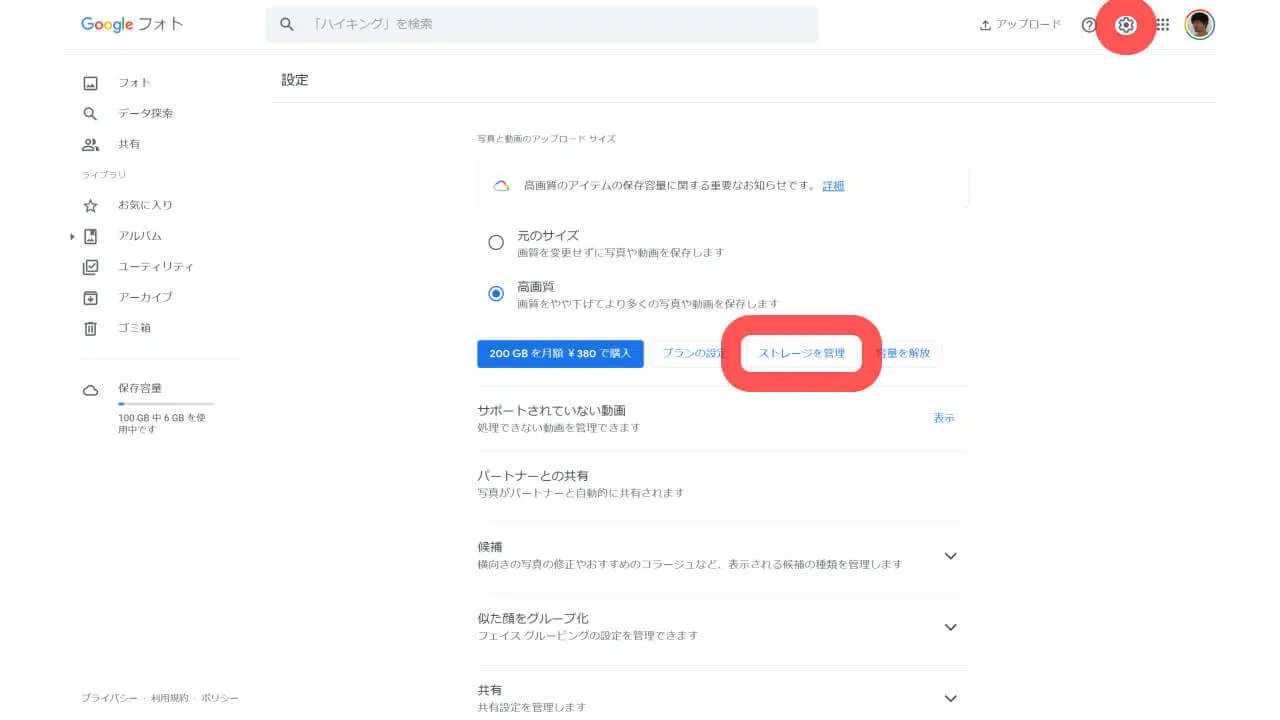 Google フォト
「ハイキング」を検索
アップロード
フォト
データ探索
共有
ライブラリ
お気に入り
アルバム
ユーティリティ
アーカイブ
ゴミ箱
保存容量
100 GB 中 6 GB を使
用中です
プライバシー · 利用規約 · ポリシー
設定
写真と動画のアップロード サイズ
高画質のアイテムの保存容量に関する重要なお知らせです。 詳細
元のサイズ
画質を変更せずに写真や動画を保存します
高画質
画質をやや下げてより多くの写真や動画を保存します
200 GB を月額 ¥380 で購入
プランの設定
ストレージを管理
容量を解放
サポートされていない動画
処理できない動画を管理できます
表示
パートナーとの共有
写真がパートナーと自動的に共有されます
候補
横向きの写真の修正やおすすめのコラージュなど、表示される候補の種類を管理します
似た顔をグループ化
フェイス グルーピングの設定を管理できます
共有
共有設定を管理します